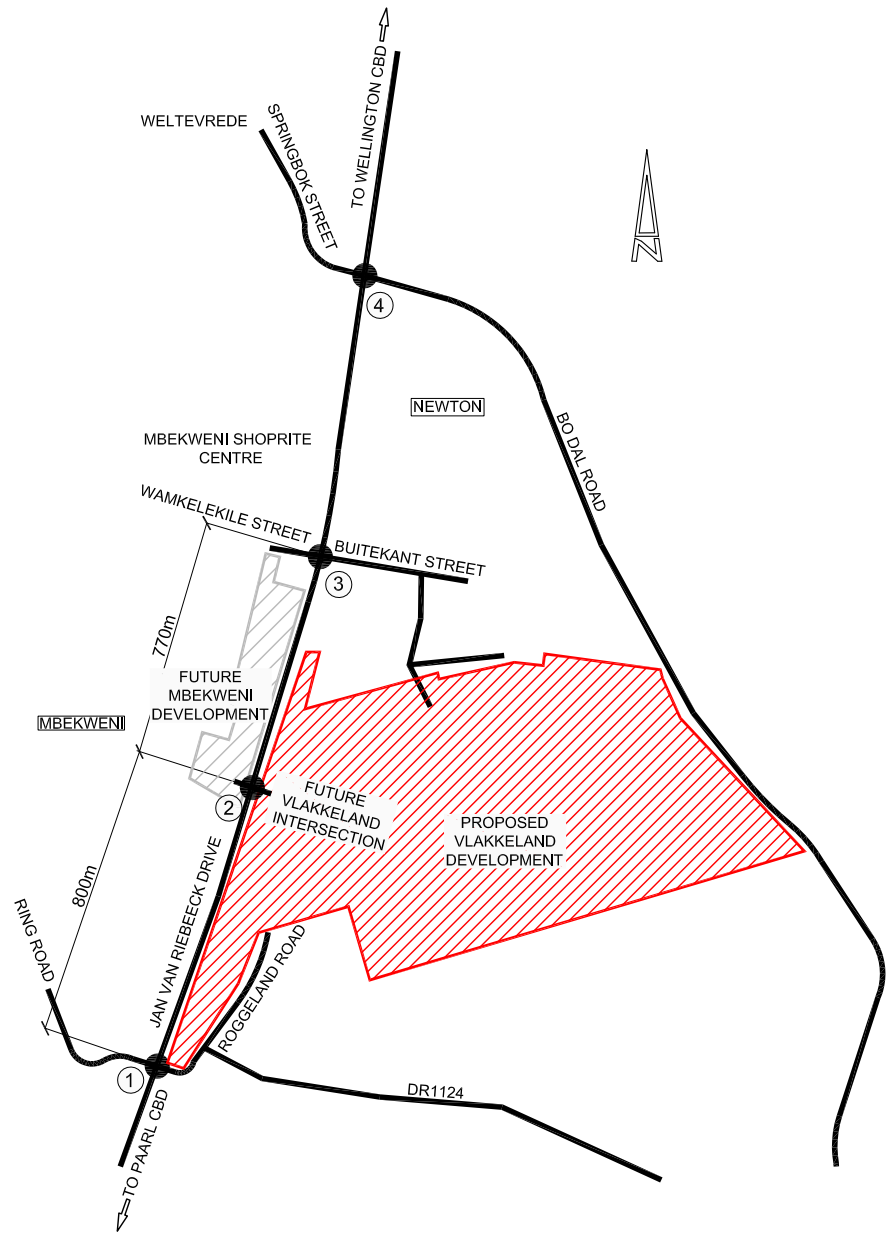 TO WELLINGTON CBD
WELTEVREDE
SPRINGBOK STREET
N
4
NEWTON
BO DAL ROAD
MBEKWENI SHOPRITE
CENTRE
WAMKELEKILE STREET
BUITEKANT STREET
3
770m
FUTURE
MBEKWENI
DEVELOPMENT
MBEKWENI
2
FUTURE
VLAKKELAND
INTERSECTION
PROPOSED
VLAKKELAND
DEVELOPMENT
800m
JAN VAN RIEBEECK DRIVE
RING ROAD
ROGGELAND ROAD
1
DR1124
TO PAARL CBD